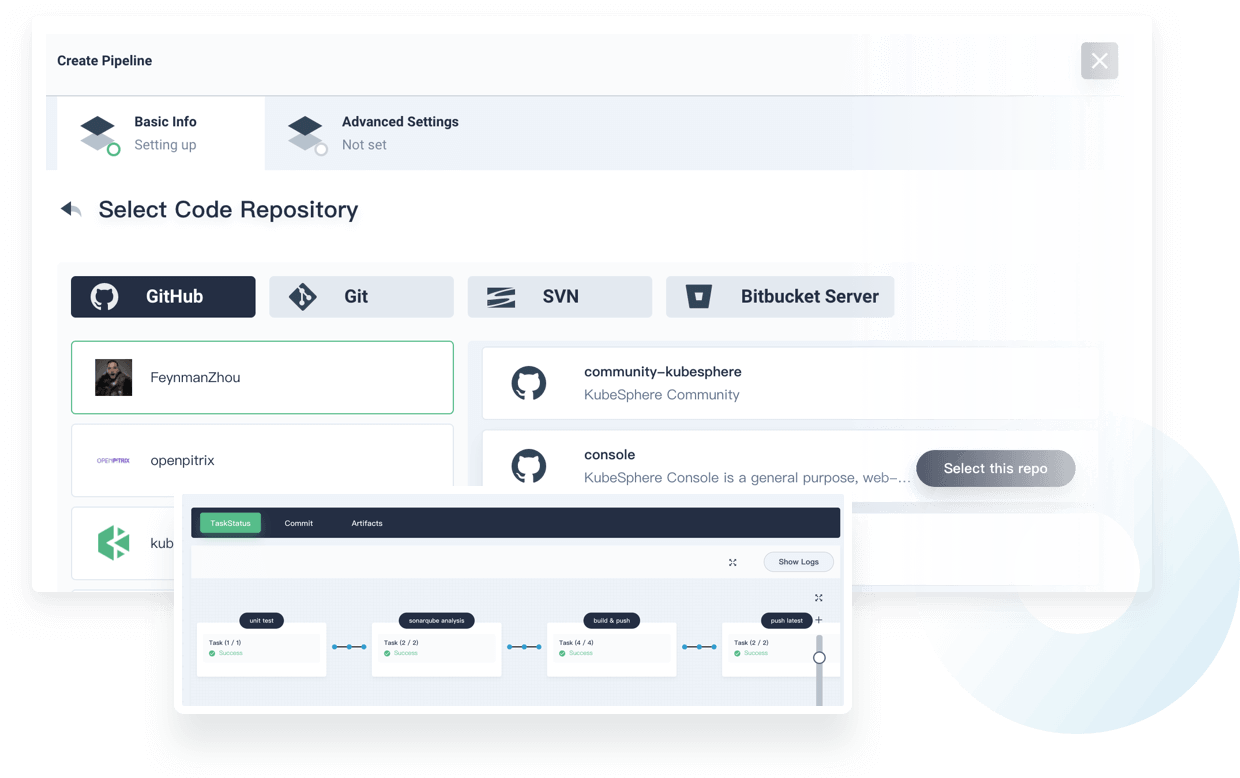 Create Pipeline
Basic Info
Setting up
Advanced Settings
Not set
Select Code Repository
GitHub
Git
SVN
Bitbucket Server
FeynmanZhou
OPENPITRIX
openpitrix
kub
community-kubesphere
KubeSphere Community
console
KubeSphere Console is a general purpose, web-...
Select this repo
TaskStatus
Commit
Artifacts
Show Logs
unit test
Task (1 / 1)
Success
sonarqube analysis
Task (2 / 2)
Success
build & push
Task (4 / 4)
Success
push latest
Task (2 / 2)
Success